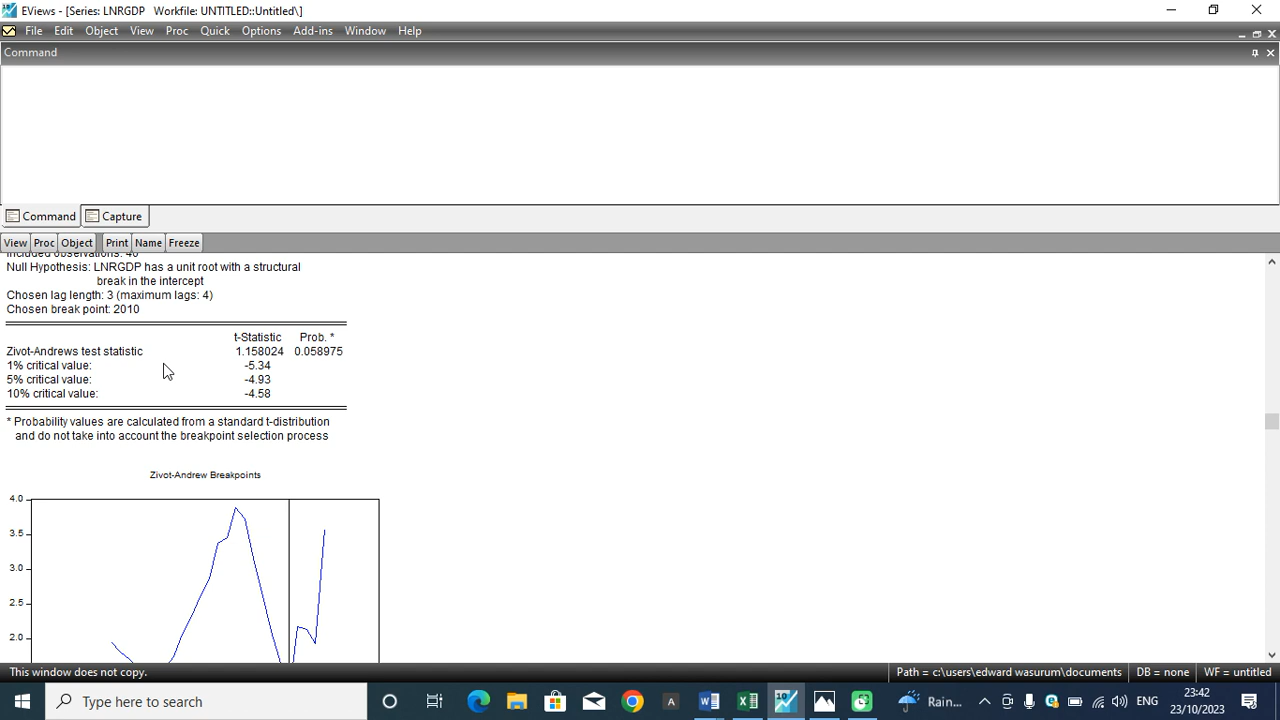 EViews - [Series: LNRGDP   Workfile: UNTITLED::Untitled\]
File Edit Object View Proc Quick Options Add-ins Window Help
Command
Command Capture
View Proc Object Print Name Freeze
Included observations: 40
Null Hypothesis: LNRGDP has a unit root with a structural
break in the intercept
Chosen lag length: 3 (maximum lags: 4)
Chosen break point: 2010
t-Statistic Prob. *
Zivot-Andrews test statistic 1.158024 0.058975
1% critical value: -5.34
5% critical value: -4.93
10% critical value: -4.58
* Probability values are calculated from a standard t-distribution
and do not take into account the breakpoint selection process
Zivot-Andrew Breakpoints
4.0
3.5
3.0
2.5
2.0
This window does not copy. Path = c:\users\edward wasurum\documents DB = none WF = untitled
Type here to search
A
10
Rain...
ENG
23:42
23/10/2023